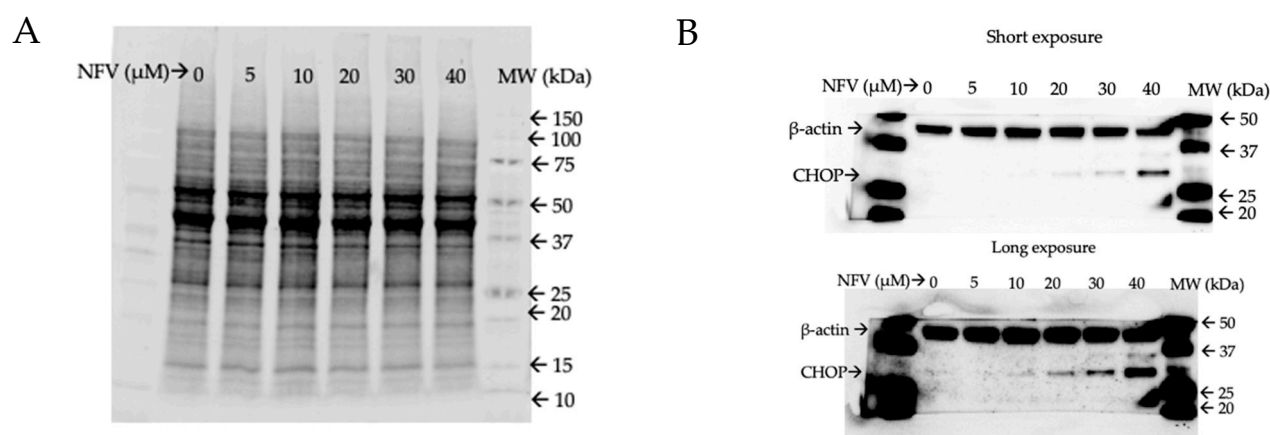 A
NFV (µM)→ 0 5 10 20 30 40 MW (kDa)
←150
←100
←75
←50
←37
←25
←20
←15
←10
B
Short exposure
NFV (µM)→ 0 5 10 20 30 40 MW (kDa)
β-actin→
CHOP→
←50
←37
←25
←20
Long exposure
NFV (µM)→ 0 5 10 20 30 40 MW (kDa)
β-actin→
CHOP→
←50
←37
←25
←20